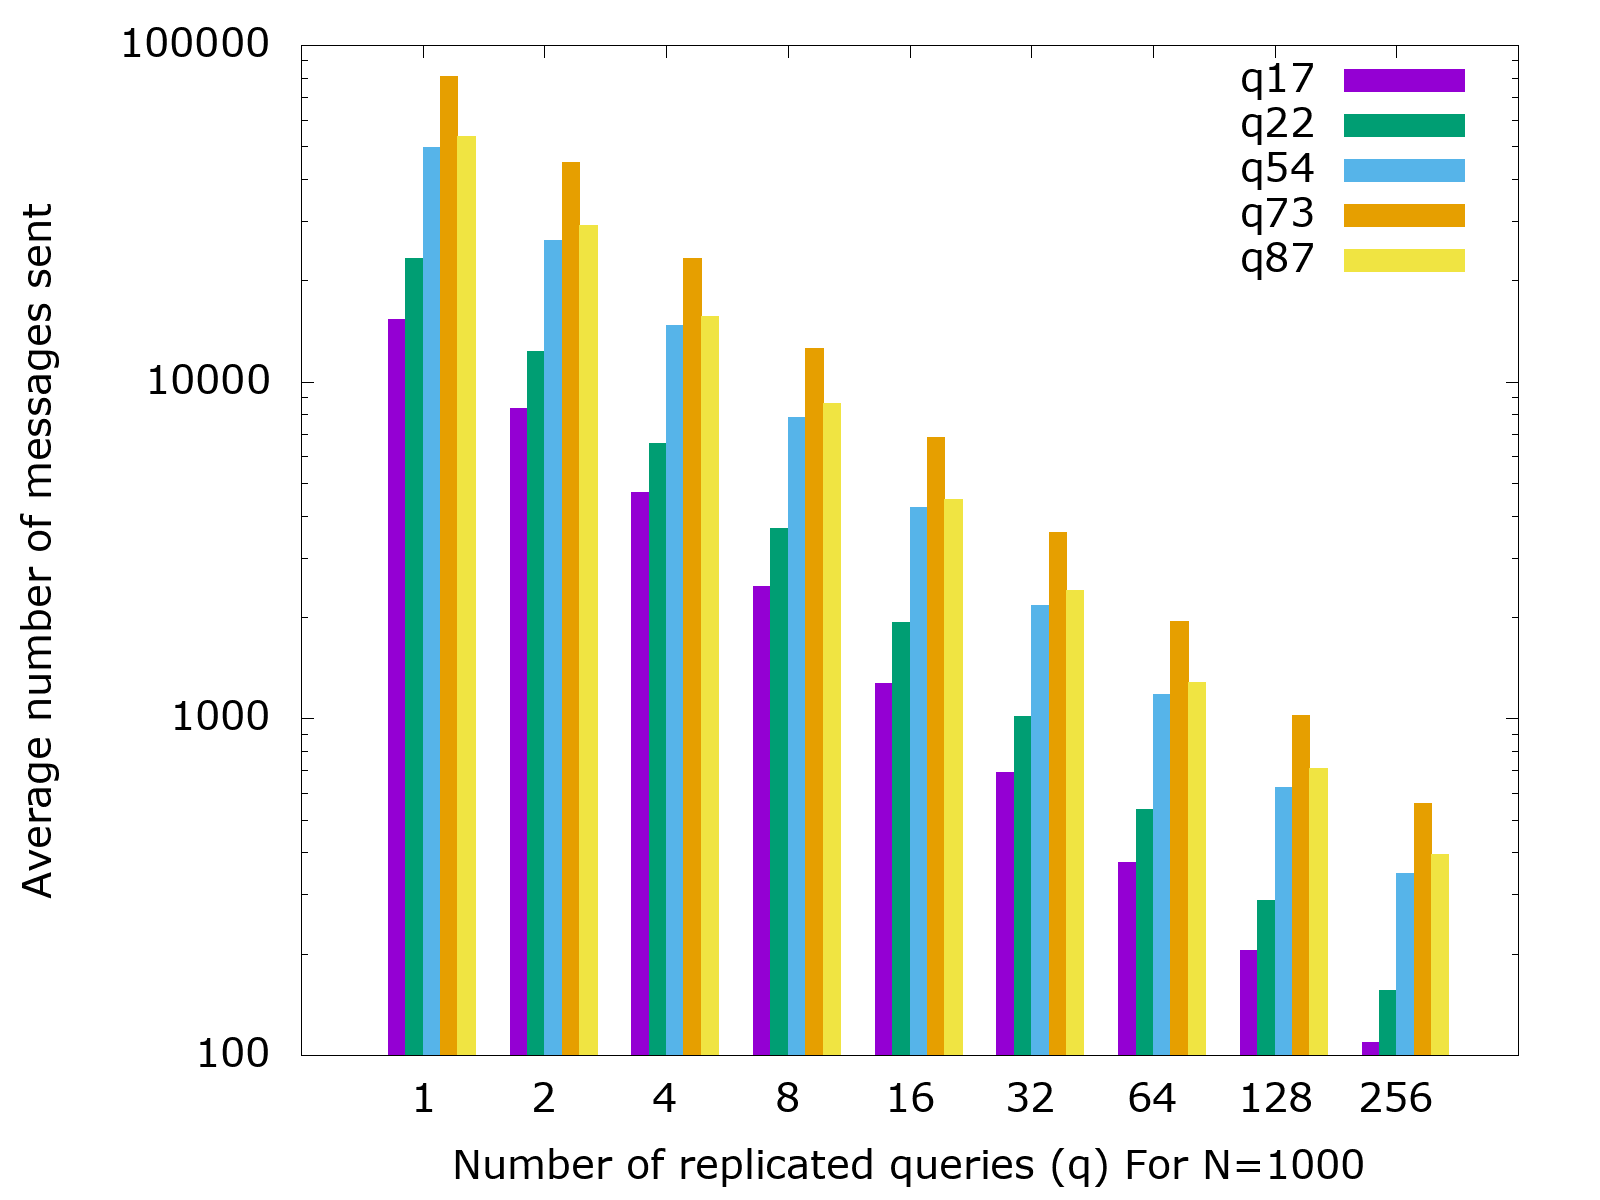 100000
10000
1000
100
Average number of messages sent
q17
q22
q54
q73
q87
1 2 4 8 16 32 64 128 256
Number of replicated queries (q) For N=1000